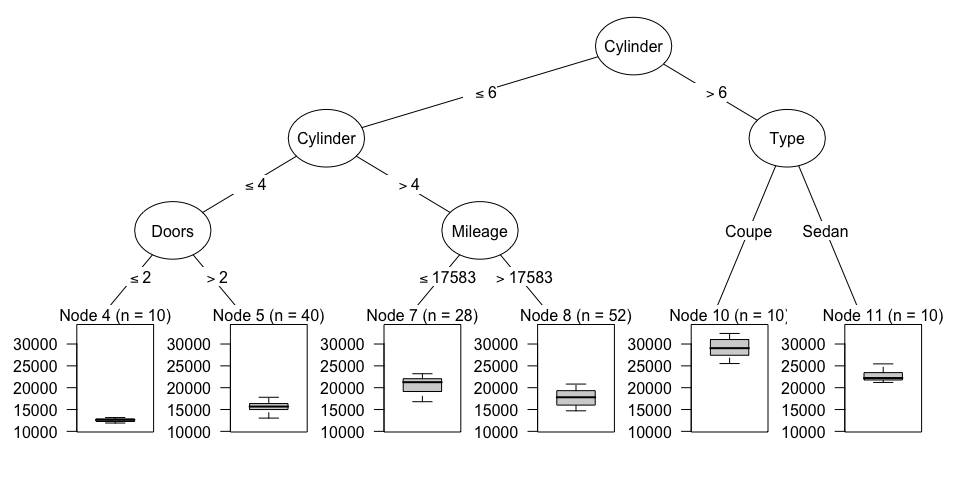 Cylinder
≤ 6
> 6
Cylinder
Type
≤ 4
> 4
Doors
Mileage
Coupe
Sedan
≤ 2
> 2
≤ 17583
> 17583
Node 4 (n = 10)
Node 5 (n = 40)
Node 7 (n = 28)
Node 8 (n = 52)
Node 10 (n = 10)
Node 11 (n = 10)
30000
25000
20000
15000
10000
30000
25000
20000
15000
10000
30000
25000
20000
15000
10000
30000
25000
20000
15000
10000
30000
25000
20000
15000
10000
30000
25000
20000
15000
10000